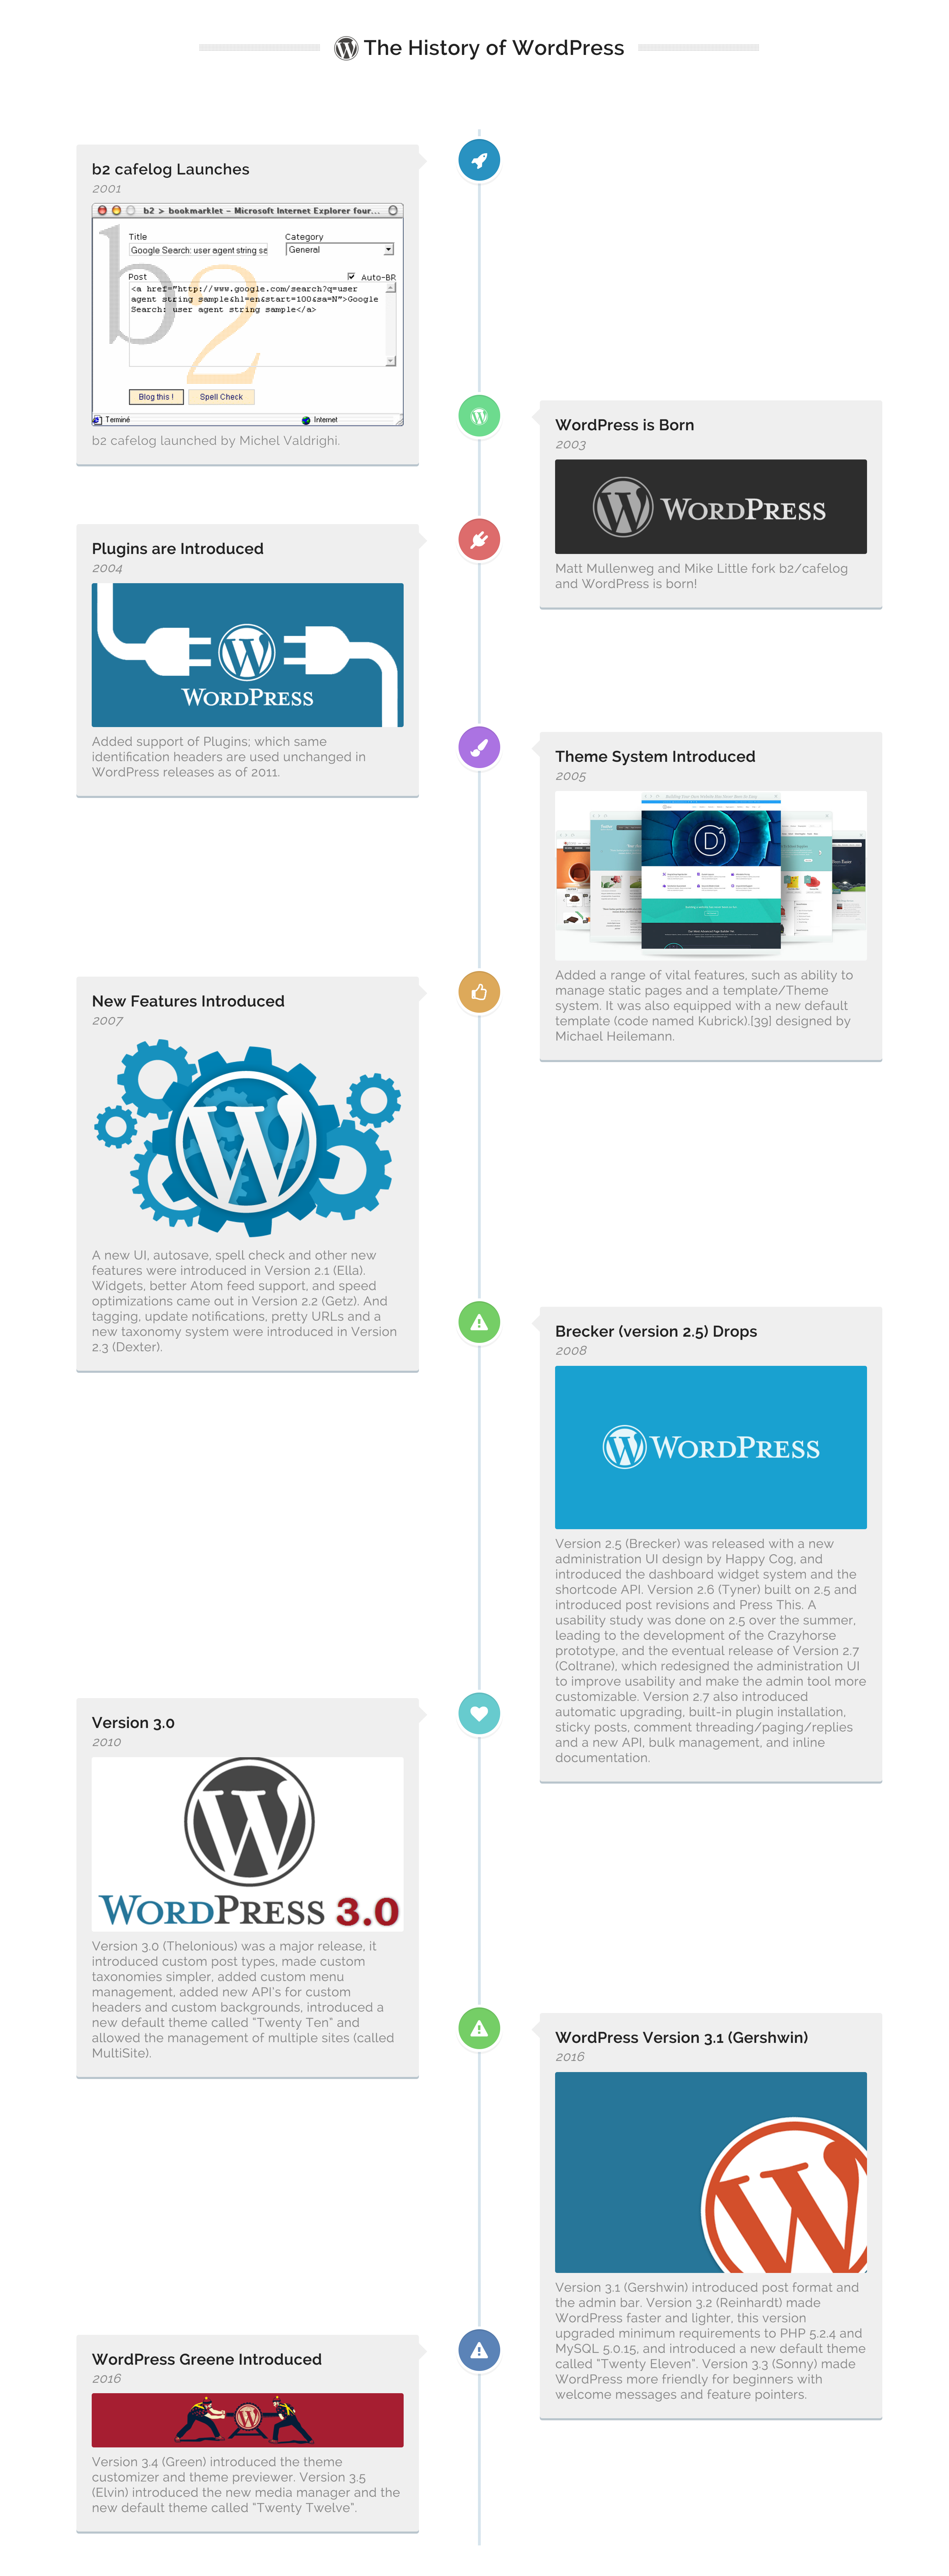 The History of WordPress
b2 cafelog Launches
2001
b2 > bookmarklet – Microsoft Internet Explorer four...
Title
Category
Google Search: user agent string sa
General
Post
Auto-BR
<a href="http://www.google.com/search?q=user
agent string sample&hl=en&start=100&sa=N">Google
Search: user agent string sample</a>
b2
Blog this !
Spell Check
Terminé
Internet
b2 cafelog launched by Michel Valdrighi.
WordPress is Born
2003
WORDPRESS
Matt Mullenweg and Mike Little fork b2/cafelog
and WordPress is born!
Plugins are Introduced
2004
WORDPRESS
Added support of Plugins; which same
identification headers are used unchanged in
WordPress releases as of 2011.
Theme System Introduced
2005
D2
Added a range of vital features, such as ability to
manage static pages and a template/Theme
system. It was also equipped with a new default
template (code named Kubrick).[39] designed by
Michael Heilemann.
New Features Introduced
2007
A new UI, autosave, spell check and other new
features were introduced in Version 2.1 (Ella).
Widgets, better Atom feed support, and speed
optimizations came out in Version 2.2 (Getz). And
tagging, update notifications, pretty URLs and a
new taxonomy system were introduced in Version
2.3 (Dexter).
Brecker (version 2.5) Drops
2008
WORDPRESS
Version 2.5 (Brecker) was released with a new
administration UI design by Happy Cog, and
introduced the dashboard widget system and the
shortcode API. Version 2.6 (Tyner) built on 2.5 and
introduced post revisions and Press This. A
usability study was done on 2.5 over the summer,
leading to the development of the Crazyhorse
prototype, and the eventual release of Version 2.7
(Coltrane), which redesigned the administration UI
to improve usability and make the admin tool more
customizable. Version 2.7 also introduced
automatic upgrading, built-in plugin installation,
sticky posts, comment threading/paging/replies
and a new API, bulk management, and inline
documentation.
Version 3.0
2010
WORDPRESS 3.0
Version 3.0 (Thelonious) was a major release, it
introduced custom post types, made custom
taxonomies simpler, added custom menu
management, added new API's for custom
headers and custom backgrounds, introduced a
new default theme called "Twenty Ten" and
allowed the management of multiple sites (called
MultiSite).
WordPress Version 3.1 (Gershwin)
2016
Version 3.1 (Gershwin) introduced post format and
the admin bar. Version 3.2 (Reinhardt) made
WordPress faster and lighter, this version
upgraded minimum requirements to PHP 5.2.4 and
MySQL 5.0.15, and introduced a new default theme
called "Twenty Eleven". Version 3.3 (Sonny) made
WordPress more friendly for beginners with
welcome messages and feature pointers.
WordPress Greene Introduced
2016
Version 3.4 (Green) introduced the theme
customizer and theme previewer. Version 3.5
(Elvin) introduced the new media manager and the
new default theme called "Twenty Twelve".